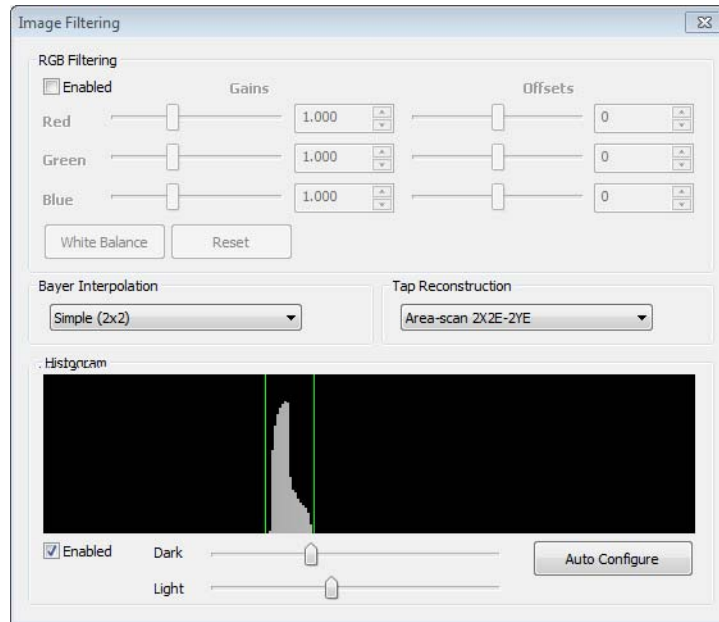 Image Filtering
RGB Filtering
Enabled Gains Offsets
Red 1.000 0
Green 1.000 0
Blue 1.000 0
White Balance Reset
Bayer Interpolation Tap Reconstruction
Simple (2x2) Area-scan 2X2E-2YE
Histogram
Enabled Dark Auto Configure
Light